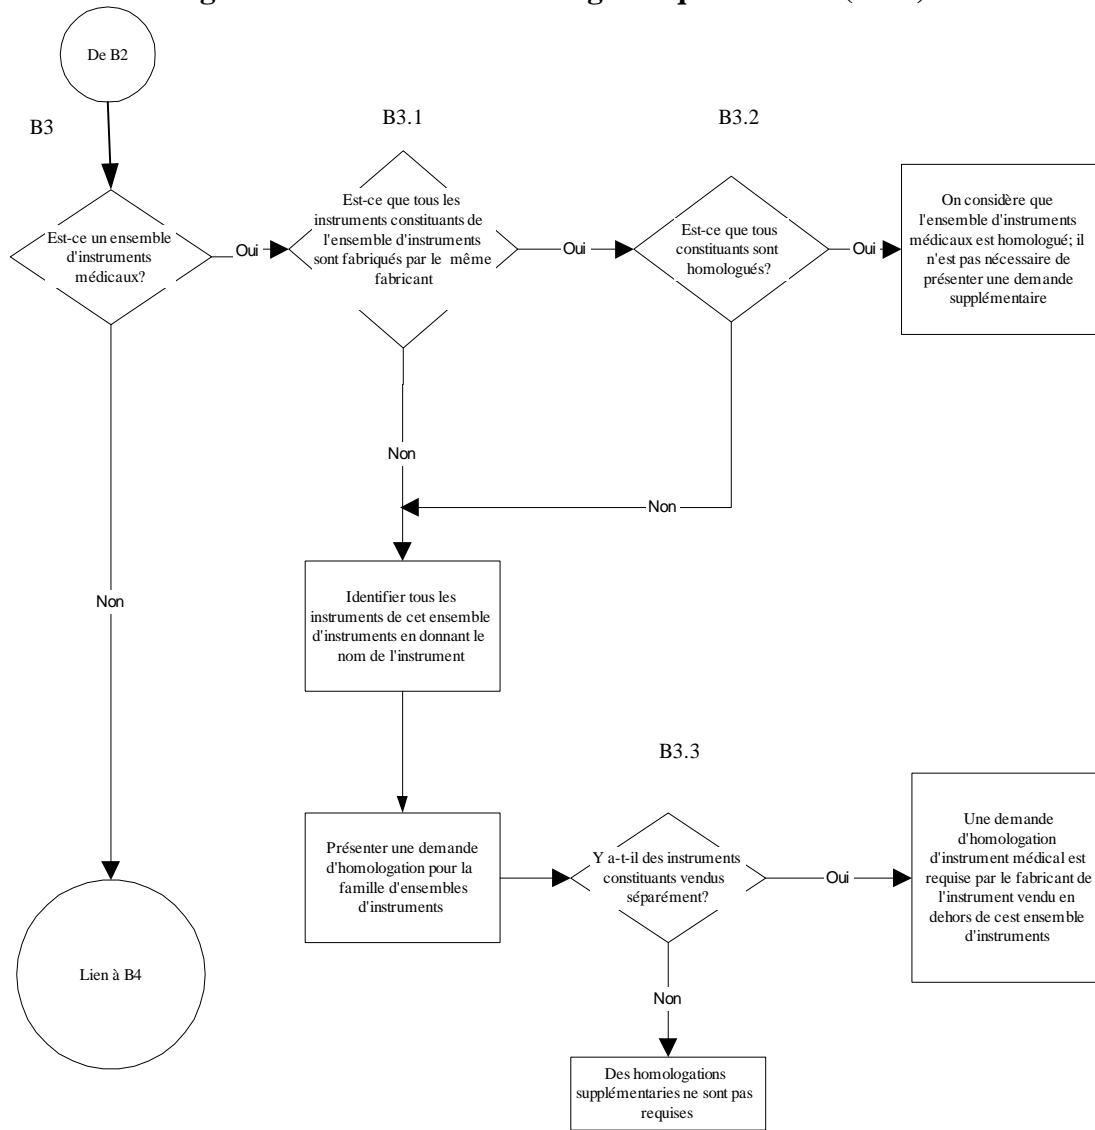 De B2
B3
B3.1
B3.2
Est-ce un ensemble
d'instruments
médicaux?
Oui
Est-ce que tous les
instruments constituants de
l'ensemble d'instruments
sont fabriqués par le même
fabricant
Oui
Est-ce que tous
constituants sont
homologués?
Oui
On considère que
l'ensemble d'instruments
médicaux est homologué; il
n'est pas nécessaire de
présenter une demande
supplémentaire
Non
Non
Non
Identifier tous les
instruments de cet ensemble
d'instruments en donnant le
nom de l'instrument
B3.3
Présenter une demande
d'homologation pour la
famille d'ensembles
d'instruments
Y a-t-il des instruments
constituants vendus
séparément?
Oui
Une demande
d'homologation
d'instrument médical est
requise par le fabricant de
l'instrument vendu en
dehors de cest ensemble
d'instruments
Lien à B4
Non
Des homologations
supplémentaries ne sont pas
requises